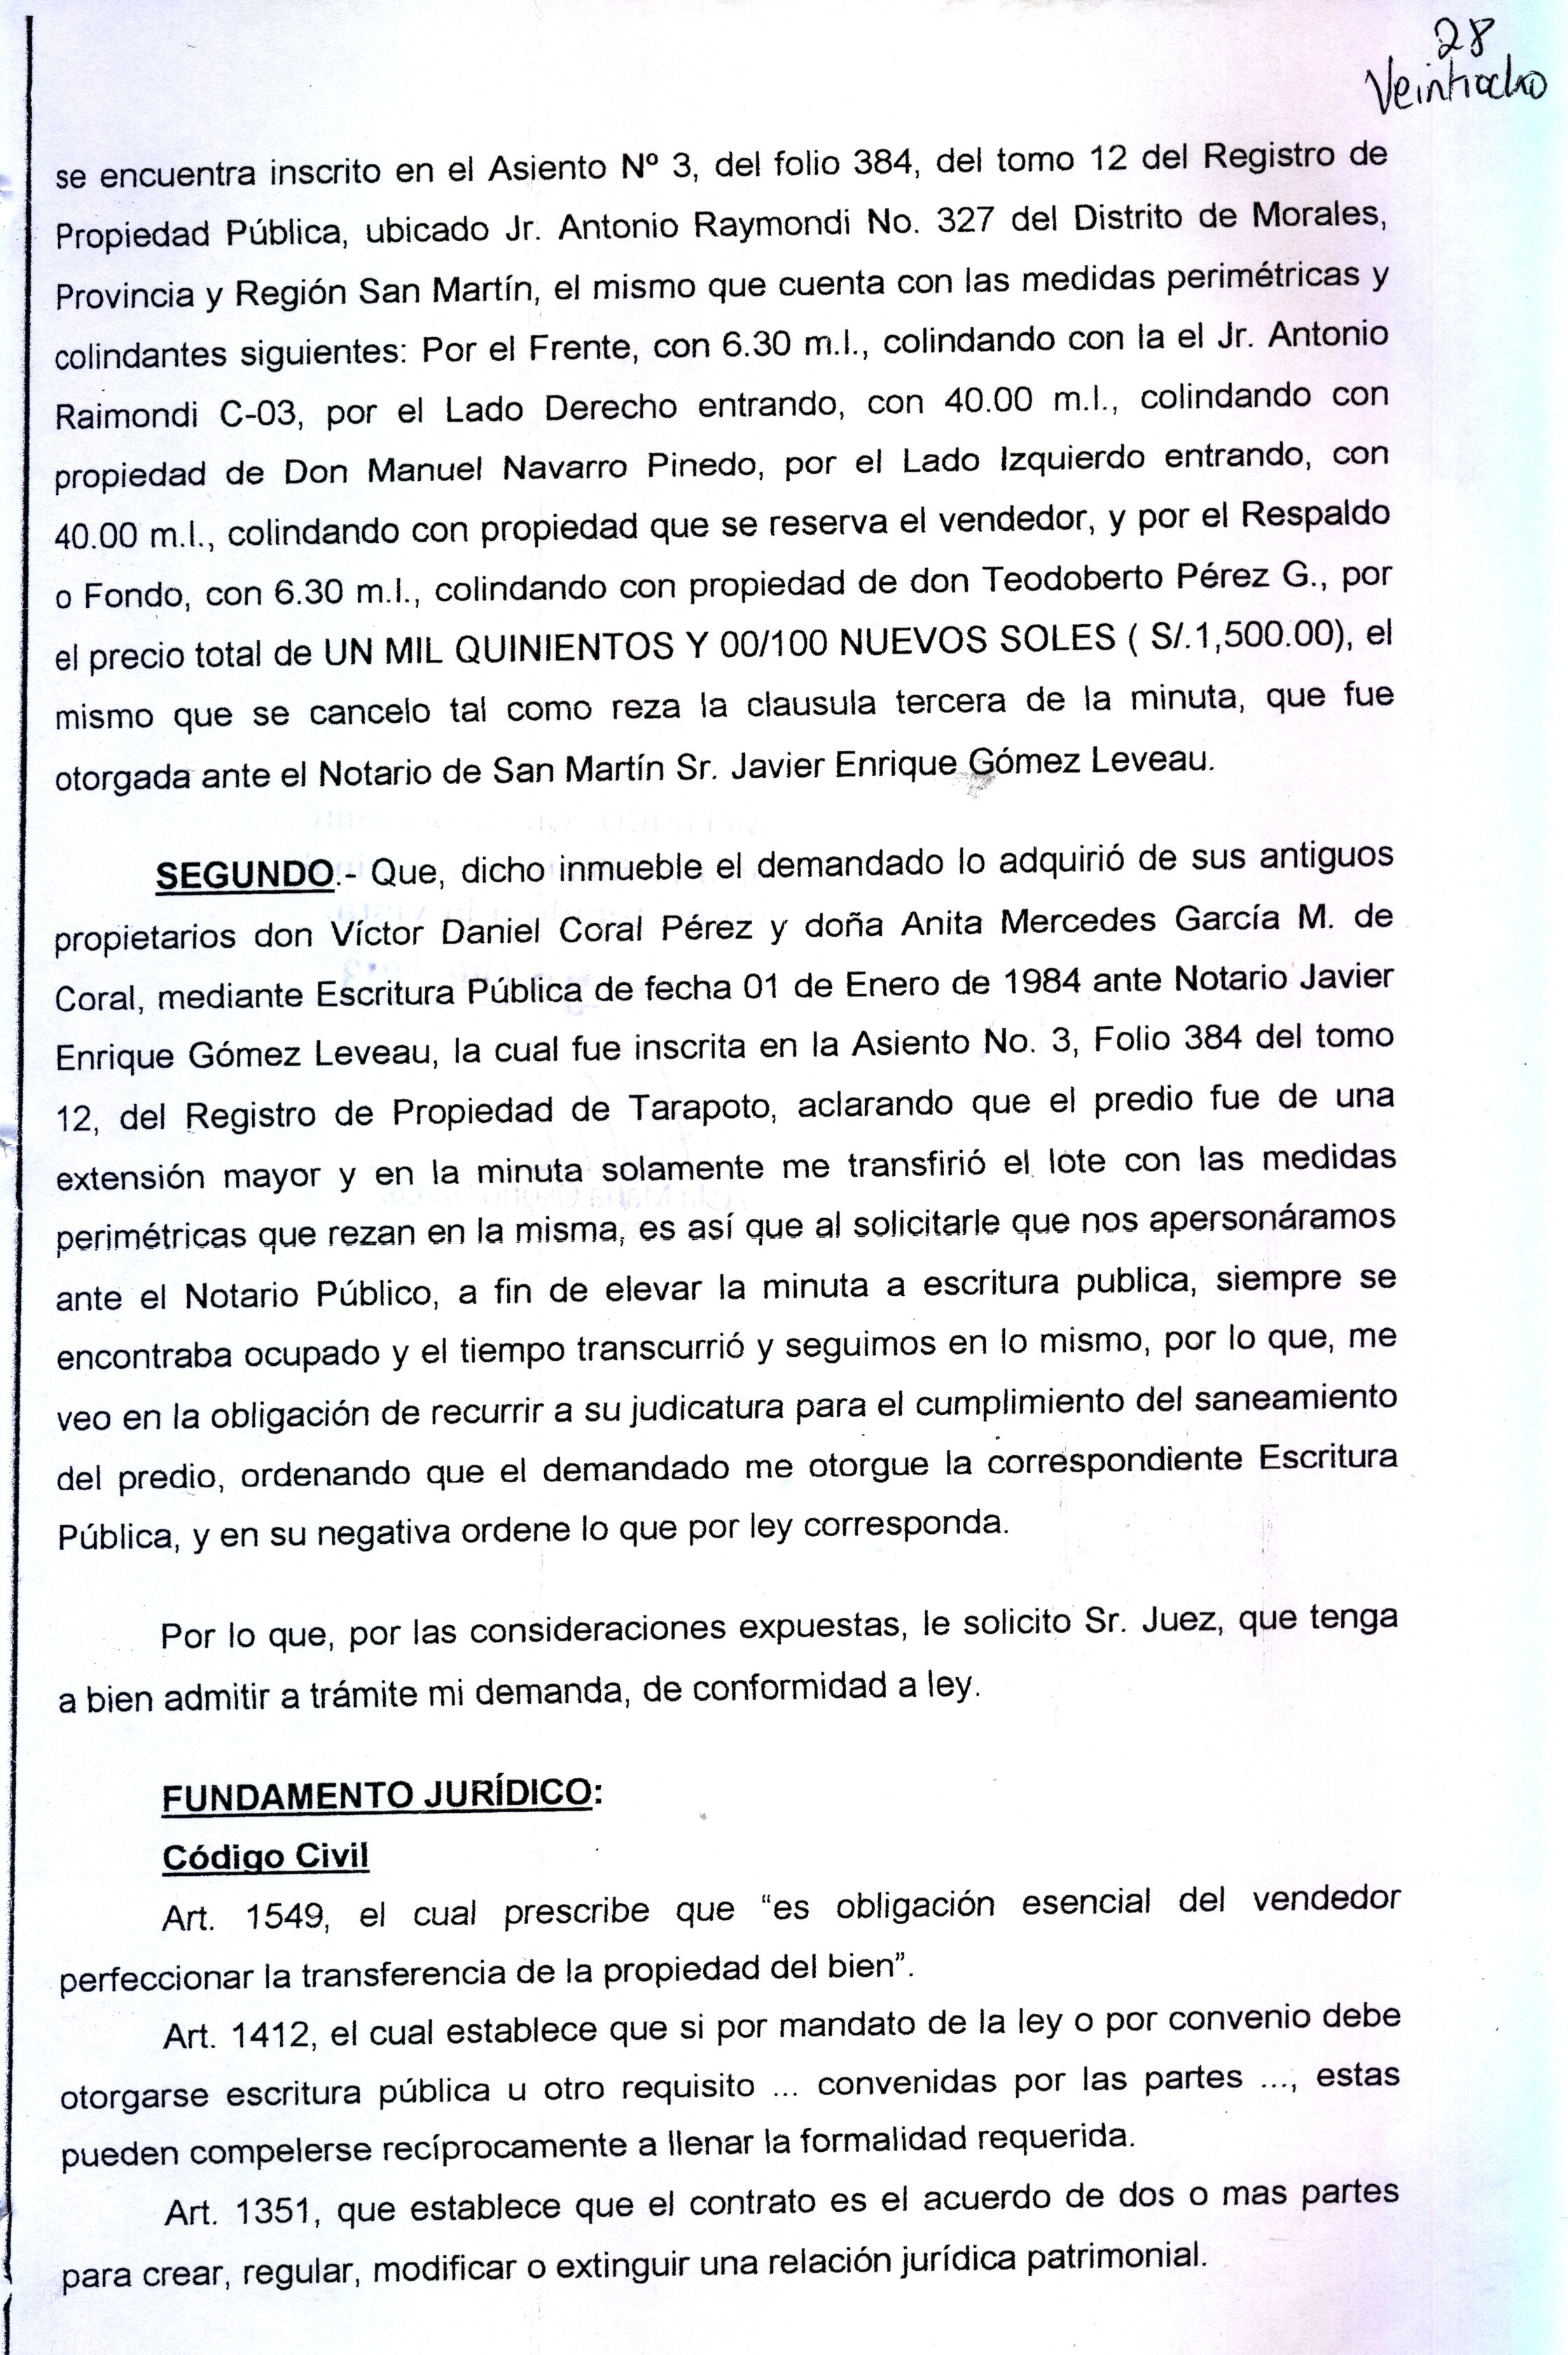 28
Veintiocho
se encuentra inscrito en el Asiento Nº 3, del folio 384, del tomo 12 del Registro de
Propiedad Pública, ubicado Jr. Antonio Raymondi No. 327 del Distrito de Morales,
Provincia y Región San Martín, el mismo que cuenta con las medidas perimétricas y
colindantes siguientes: Por el Frente, con 6.30 m.l., colindando con la el Jr. Antonio
Raimondi C-03, por el Lado Derecho entrando, con 40.00 m.l., colindando con
propiedad de Don Manuel Navarro Pinedo, por el Lado Izquierdo entrando, con
40.00 m.l., colindando con propiedad que se reserva el vendedor, y por el Respaldo
o Fondo, con 6.30 m.l., colindando con propiedad de don Teodoberto Pérez G., por
el precio total de UN MIL QUINIENTOS Y 00/100 NUEVOS SOLES ( S/.1,500.00), el
mismo que se cancelo tal como reza la clausula tercera de la minuta, que fue
otorgada ante el Notario de San Martín Sr. Javier Enrique Gómez Leveau.
SEGUNDO.- Que, dicho inmueble el demandado lo adquirió de sus antiguos
propietarios don Víctor Daniel Coral Pérez y doña Anita Mercedes García M. de
Coral, mediante Escritura Pública de fecha 01 de Enero de 1984 ante Notario Javier
Enrique Gómez Leveau, la cual fue inscrita en la Asiento No. 3, Folio 384 del tomo
12, del Registro de Propiedad de Tarapoto, aclarando que el predio fue de una
extensión mayor y en la minuta solamente me transfirió el lote con las medidas
perimétricas que rezan en la misma, es así que al solicitarle que nos apersonáramos
ante el Notario Público, a fin de elevar la minuta a escritura publica, siempre se
encontraba ocupado y el tiempo transcurrió y seguimos en lo mismo, por lo que, me
veo en la obligación de recurrir a su judicatura para el cumplimiento del saneamiento
del predio, ordenando que el demandado me otorgue la correspondiente Escritura
Pública, y en su negativa ordene lo que por ley corresponda.
Por lo que, por las consideraciones expuestas, le solicito Sr. Juez, que tenga
a bien admitir a trámite mi demanda, de conformidad a ley.
FUNDAMENTO JURÍDICO:
Código Civil
Art. 1549, el cual prescribe que “es obligación esencial del vendedor
perfeccionar la transferencia de la propiedad del bien”.
Art. 1412, el cual establece que si por mandato de la ley o por convenio debe
otorgarse escritura pública u otro requisito ... convenidas por las partes ..., estas
pueden compelerse recíprocamente a llenar la formalidad requerida.
Art. 1351, que establece que el contrato es el acuerdo de dos o mas partes
para crear, regular, modificar o extinguir una relación jurídica patrimonial.